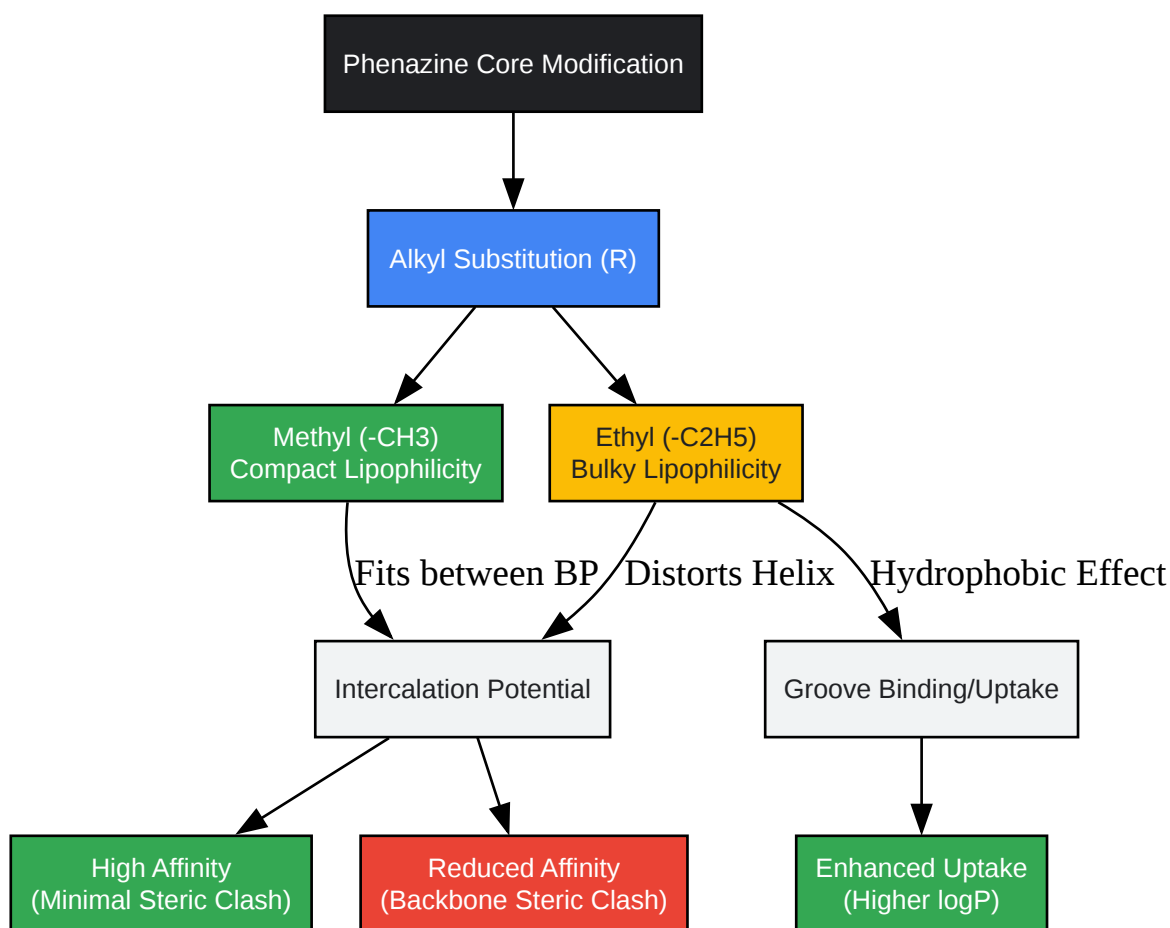 Phenazine Core Modification
Alkyl Substitution (R)
Methyl (-CH3)
Compact Lipophilicity
Ethyl (-C2H5)
Bulky Lipophilicity
Fits between BP
Distorts Helix
Hydrophobic Effect
Intercalation Potential
Groove Binding/Uptake
High Affinity
(Minimal Steric Clash)
Reduced Affinity
(Backbone Steric Clash)
Enhanced Uptake
(Higher logP)